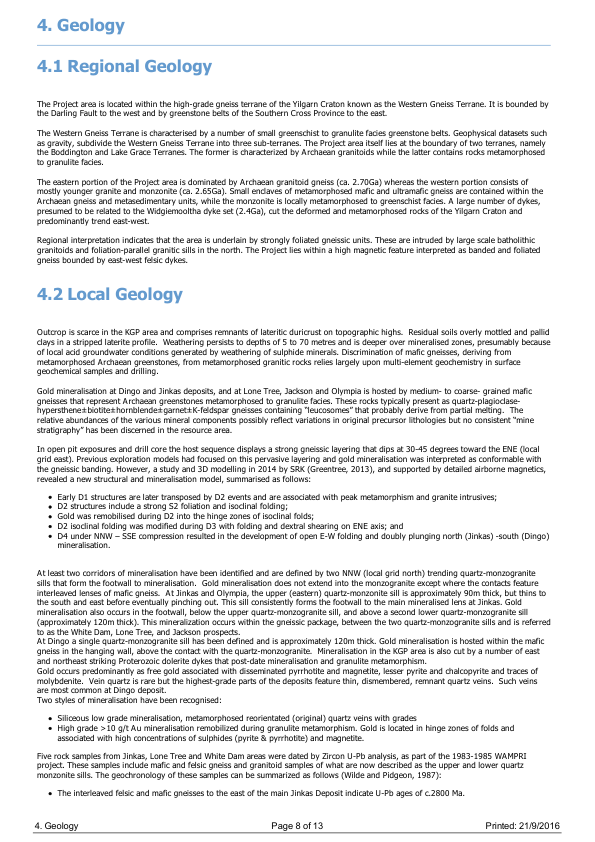 4. Geology
4.1 Regional Geology
The Project area is located within the high-grade gneiss terrane of the Yilgarn Craton known as the Western Gneiss Terrane. It is bounded by
the Darling Fault to the west and by greenstone belts of the Southern Cross Province to the east.
The Western Gneiss Terrane is characterised by a number of small greenschist to granulite facies greenstone belts. Geophysical datasets such
as gravity, subdivide the Western Gneiss Terrane into three sub-terranes. The Project area itself lies at the boundary of two terranes, namely
the Boddington and Lake Grace Terranes. The former is characterized by Archaean granitoids while the latter contains rocks metamorphosed
to granulite facies.
The eastern portion of the Project area is dominated by Archaean granitoid gneiss (ca. 2.70Ga) whereas the western portion consists of
mostly younger granite and monzonite (ca. 2.65Ga). Small enclaves of metamorphosed mafic and ultramafic gneiss are contained within the
Archaean gneiss and metasedimentary units, while the monzonite is locally metamorphosed to greenschist facies. A large number of dykes,
presumed to be related to the Widgiemooltha dyke set (2.4Ga), cut the deformed and metamorphosed rocks of the Yilgarn Craton and
predominantly trend east-west.
Regional interpretation indicates that the area is underlain by strongly foliated gneissic units. These are intruded by large scale batholithic
granitoids and foliation-parallel granitic sills in the north. The Project lies within a high magnetic feature interpreted as banded and foliated
gneiss bounded by east-west felsic dykes.
4.2 Local Geology
Outcrop is scarce in the KGP area and comprises remnants of lateritic duricrust on topographic highs. Residual soils overly mottled and pallid
clays in a stripped laterite profile. Weathering persists to depths of 5 to 70 metres and is deeper over mineralised zones, presumably because
of local acid groundwater conditions generated by weathering of sulphide minerals. Discrimination of mafic gneisses, deriving from
metamorphosed Archaean greenstones, from metamorphosed granitic rocks relies largely upon multi-element geochemistry in surface
geochemical samples and drilling.
Gold mineralisation at Dingo and Jinkas deposits, and at Lone Tree, Jackson and Olympia is hosted by medium- to coarse- grained mafic
gneisses that represent Archaean greenstones metamorphosed to granulite facies. These rocks typically present as quartz-plagioclase-
hypersthene±biotite±hornblende±garnet±K-feldspar gneisses containing "leucosomes" that probably derive from partial melting. The
relative abundances of the various mineral components possibly reflect variations in original precursor lithologies but no consistent "mine
stratigraphy" has been discerned in the resource area.
In open pit exposures and drill core the host sequence displays a strong gneissic layering that dips at 30-45 degrees toward the ENE (local
grid east). Previous exploration models had focused on this pervasive layering and gold mineralisation was interpreted as conformable with
the gneissic banding. However, a study and 3D modelling in 2014 by SRK (Greentree, 2013), and supported by detailed airborne magnetics,
revealed a new structural and mineralisation model, summarised as follows:
• Early D1 structures are later transposed by D2 events and are associated with peak metamorphism and granite intrusives;
• D2 structures include a strong S2 foliation and isoclinal folding;
• Gold was remobilised during D2 into the hinge zones of isoclinal folds;
• D2 isoclinal folding was modified during D3 with folding and dextral shearing on ENE axis; and
• D4 under NNW – SSE compression resulted in the development of open E-W folding and doubly plunging north (Jinkas) -south (Dingo)
mineralisation.
At least two corridors of mineralisation have been identified and are defined by two NNW (local grid north) trending quartz-monzogranite
sills that form the footwall to mineralisation. Gold mineralisation does not extend into the monzogranite except where the contacts feature
interleaved lenses of mafic gneiss. At Jinkas and Olympia, the upper (eastern) quartz-monzogranite sill is approximately 90m thick, but thins to
the south and east before eventually pinching out. This sill consistently forms the footwall to the main mineralised lens at Jinkas. Gold
mineralisation also occurs in the footwall, below the upper quartz-monzogranite sill, and above a second lower quartz-monzogranite sill
(approximately 120m thick). This mineralization occurs within the gneissic package, between the two quartz-monzogranite sills and is referred
to as the White Dam, Lone Tree, and Jackson prospects.
At Dingo a single quartz-monzogranite sill has been defined and is approximately 120m thick. Gold mineralisation is hosted within the mafic
gneiss in the hanging wall, above the contact with the quartz-monzogranite. Mineralisation in the KGP area is also cut by a number of east
and northeast striking Proterozoic dolerite dykes that post-date mineralisation and granulite metamorphism.
Gold occurs predominantly as free gold associated with disseminated pyrrhotite and magnetite, lesser pyrite and chalcopyrite and traces of
molybdenite. Vein quartz is rare but the highest-grade parts of the deposits feature thin, dismembered, remnant quartz veins. Such veins
are most common at Dingo deposit.
Two styles of mineralisation have been recognised:
• Siliceous low grade mineralisation, metamorphosed reorientated (original) quartz veins with grades
• High grade >10 g/t Au mineralisation remobilized during granulite metamorphism. Gold is located in hinge zones of folds and
associated with high concentrations of sulphides (pyrite & pyrrhotite) and magnetite.
Five rock samples from Jinkas, Lone Tree and White Dam areas were dated by Zircon U-Pb analysis, as part of the 1983-1985 WAMPRI
project. These samples include mafic and felsic gneiss and granitoid samples of what are now described as the upper and lower quartz
monzonite sills. The geochronology of these samples can be summarized as follows (Wilde and Pidgeon, 1987):
• The interleaved felsic and mafic gneisses to the east of the main Jinkas Deposit indicate U-Pb ages of c.2800 Ma.
4. Geology
Page 8 of 13
Printed: 21/9/2016